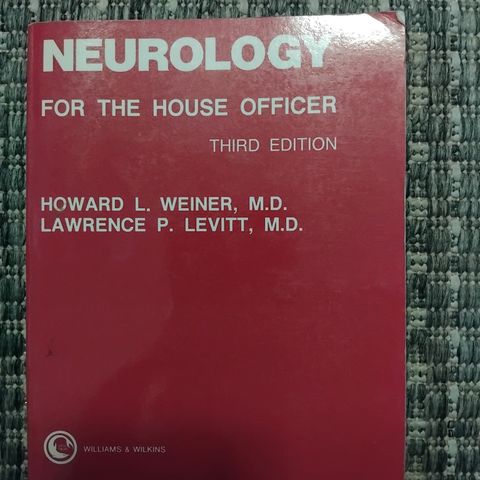 NEUROLOGY
FOR THE HOUSE OFFICER
THIRD EDITION
HOWARD L. WEINER, M.D.
LAWRENCE P. LEVITT, M.D.
WILLIAMS & WILKINS